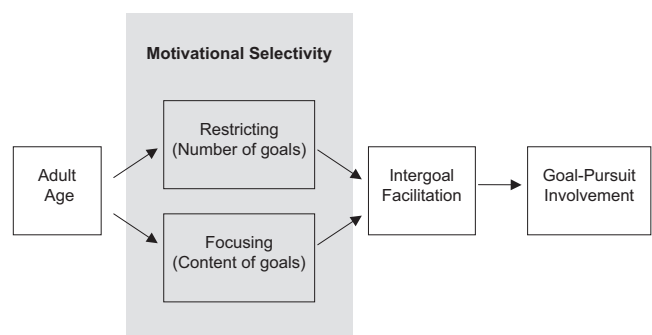 Motivational Selectivity
Restricting
(Number of goals)
Adult
Age
Intergoal
Facilitation
Goal-Pursuit
Involvement
Focusing
(Content of goals)